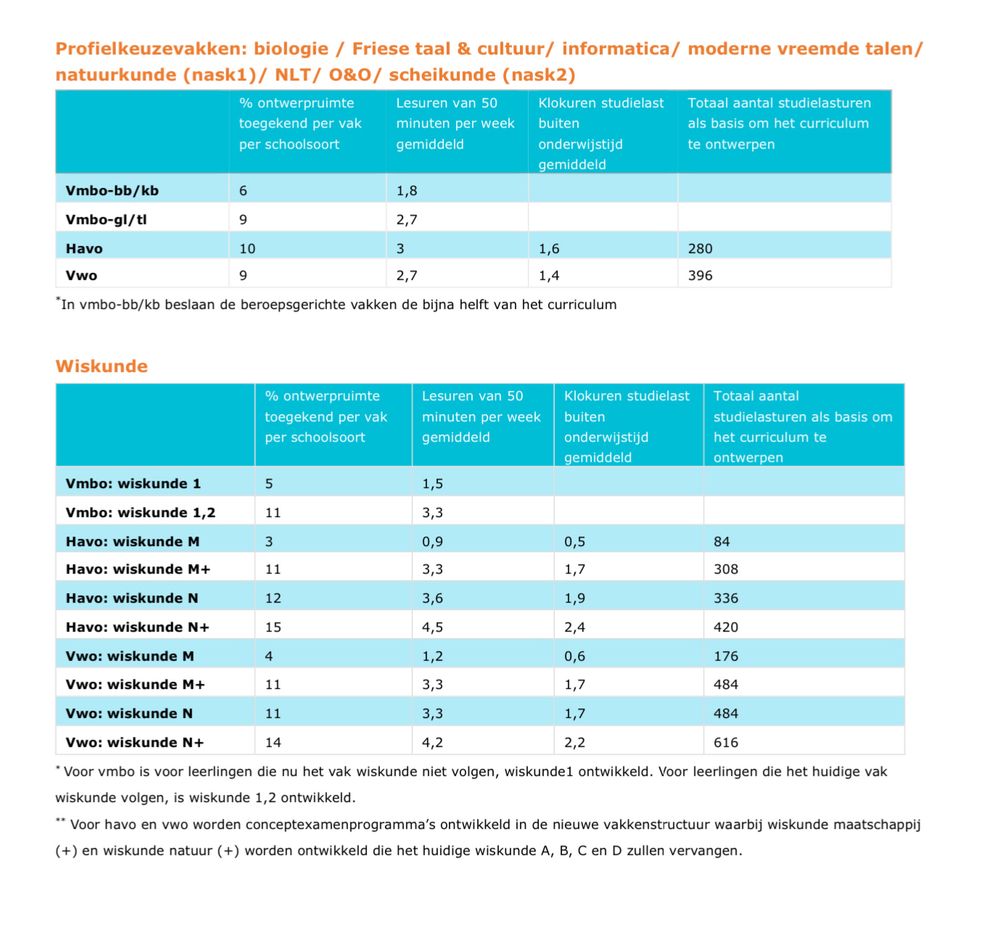 Profielkeuzevakken: biologie / Friese taal & cultuur/ informatica/ moderne vreemde talen/
natuurkunde (nask1)/ NLT/ O&O/ scheikunde (nask2)
% ontwerpruimte toegekend per vak per schoolsoort Lesuren van 50 minuten per week gemiddeld Klokuren studielast buiten onderwijstijd gemiddeld Totaal aantal studielasturen als basis om het curriculum te ontwerpen
Vmbo-bb/kb 6 1,8
Vmbo-gl/tl 9 2,7
Havo 10 3 1,6 280
Vwo 9 2,7 1,4 396
*In vmbo-bb/kb beslaan de beroepsgerichte vakken de bijna helft van het curriculum
Wiskunde
% ontwerpruimte toegekend per vak per schoolsoort Lesuren van 50 minuten per week gemiddeld Klokuren studielast buiten onderwijstijd gemiddeld Totaal aantal studielasturen als basis om het curriculum te ontwerpen
Vmbo: wiskunde 1 5 1,5
Vmbo: wiskunde 1,2 11 3,3
Havo: wiskunde M 3 0,9 0,5 84
Havo: wiskunde M+ 11 3,3 1,7 308
Havo: wiskunde N 12 3,6 1,9 336
Havo: wiskunde N+ 15 4,5 2,4 420
Vwo: wiskunde M 4 1,2 0,6 176
Vwo: wiskunde M+ 11 3,3 1,7 484
Vwo: wiskunde N 11 3,3 1,7 484
Vwo: wiskunde N+ 14 4,2 2,2 616
* Voor vmbo is voor leerlingen die nu het vak wiskunde niet volgen, wiskunde1 ontwikkeld. Voor leerlingen die het huidige vak
wiskunde volgen, is wiskunde 1,2 ontwikkeld.
** Voor havo en vwo worden conceptexamenprogramma's ontwikkeld in de nieuwe vakkenstructuur waarbij wiskunde maatschappij
(+) en wiskunde natuur (+) worden ontwikkeld die het huidige wiskunde A, B, C en D zullen vervangen.